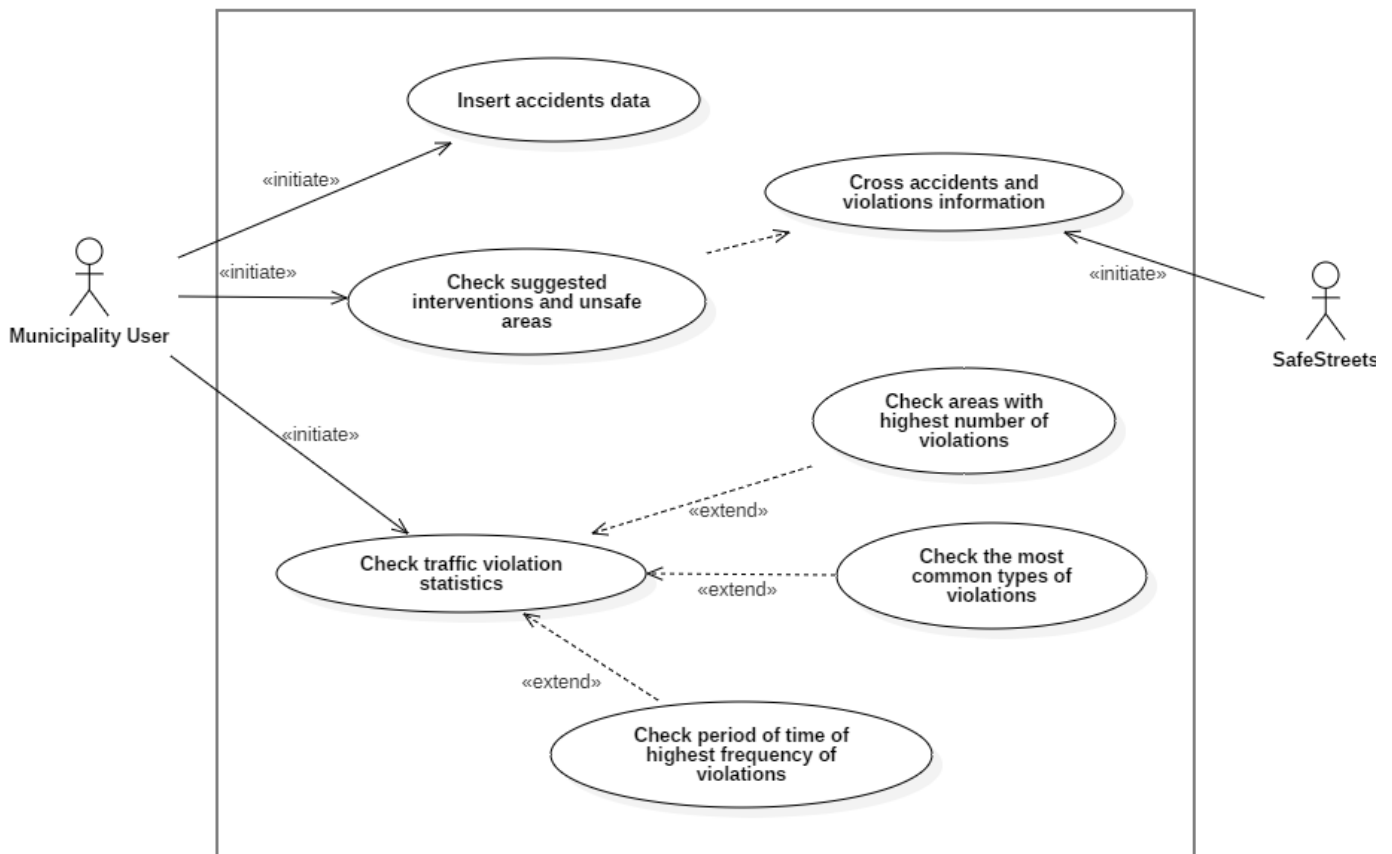 Insert accidents data
«initiate»
Cross accidents and
violations information
«initiate»
Check suggested
interventions and unsafe
areas
«initiate»
Municipality User
SafeStreets
Check areas with
highest number of
violations
«initiate»
«extend»
Check traffic violation
statistics
Check the most
common types of
violations
«extend»
«extend»
Check period of time of
highest frequency of
violations